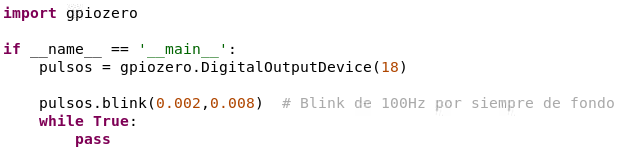 import gpiozero

if __name__ == '__main__':
    pulsos = gpiozero.DigitalOutputDevice(18)

    pulsos.blink(0.002,0.008)  # Blink de 100Hz por siempre de fondo
    while True:
        pass